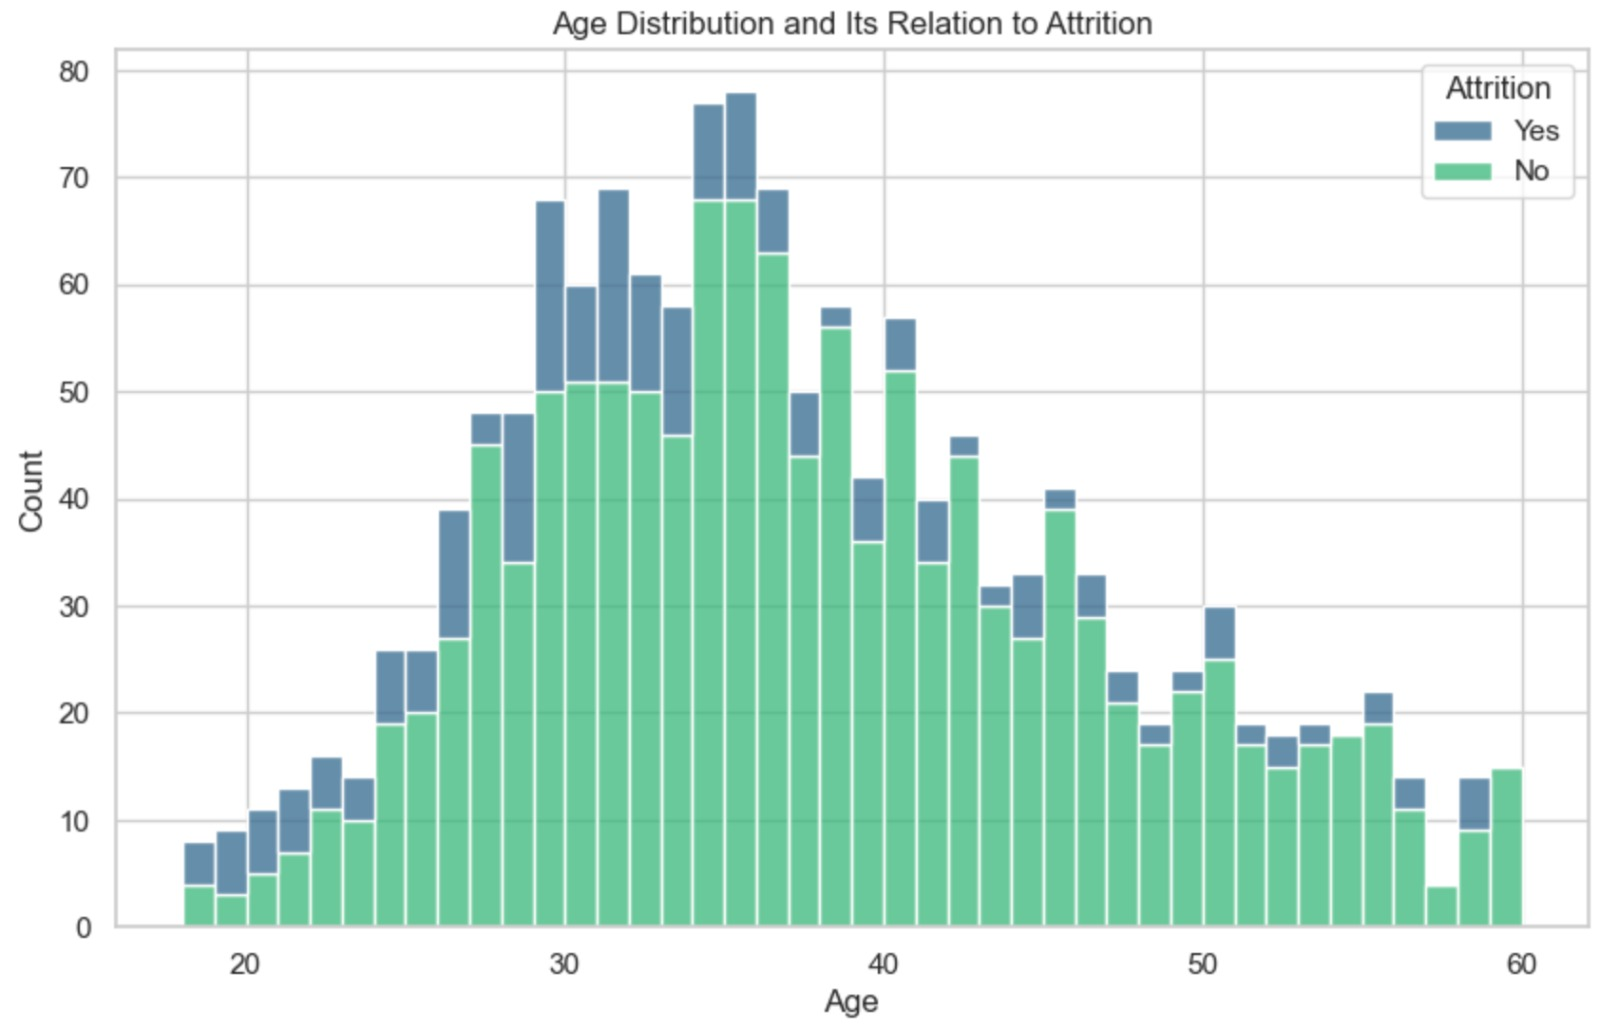 Age Distribution and Its Relation to Attrition
80
70
60
50
40
30
20
10
0
Count
20 30 40 50 60
Age
Attrition
Yes
No